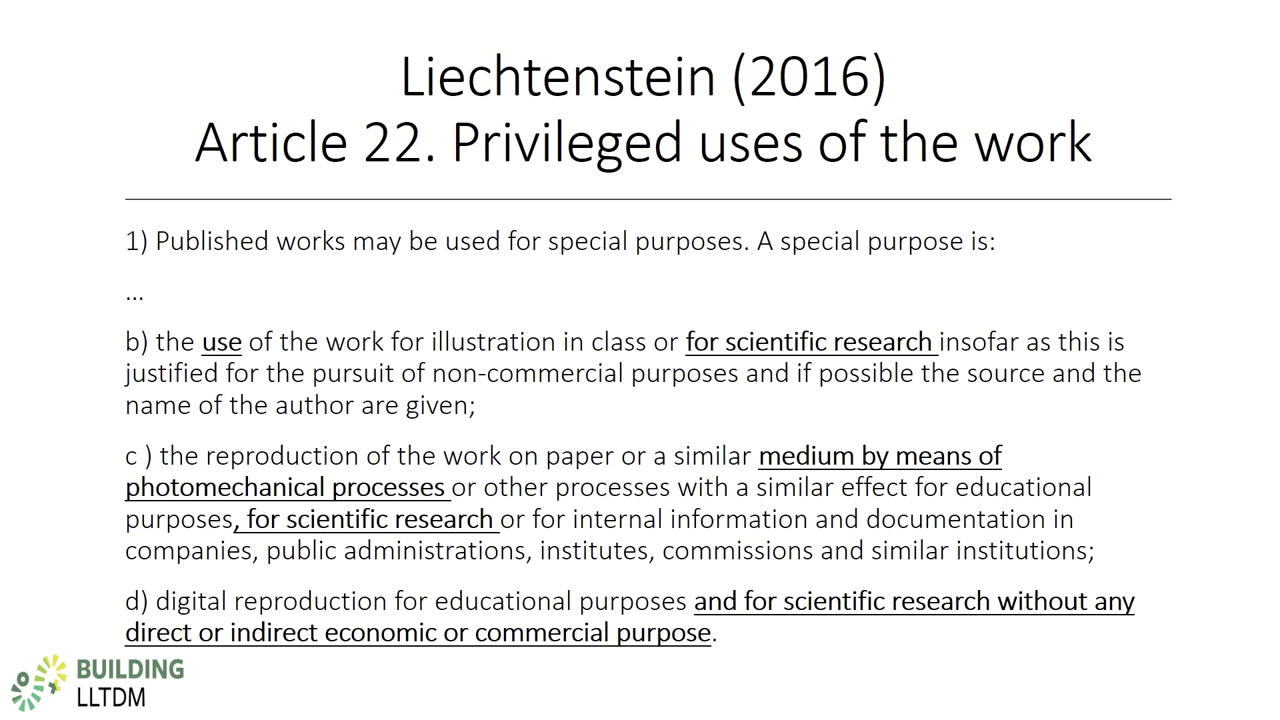 Liechtenstein (2016)
Article 22. Privileged uses of the work
1) Published works may be used for special purposes. A special purpose is:
...
b) the use of the work for illustration in class or for scientific research insofar as this is
justified for the pursuit of non-commercial purposes and if possible the source and the
name of the author are given;
c ) the reproduction of the work on paper or a similar medium by means of
photomechanical processes or other processes with a similar effect for educational
purposes, for scientific research or for internal information and documentation in
companies, public administrations, institutes, commissions and similar institutions;
d) digital reproduction for educational purposes and for scientific research without any
direct or indirect economic or commercial purpose.
BUILDING
LLTDM